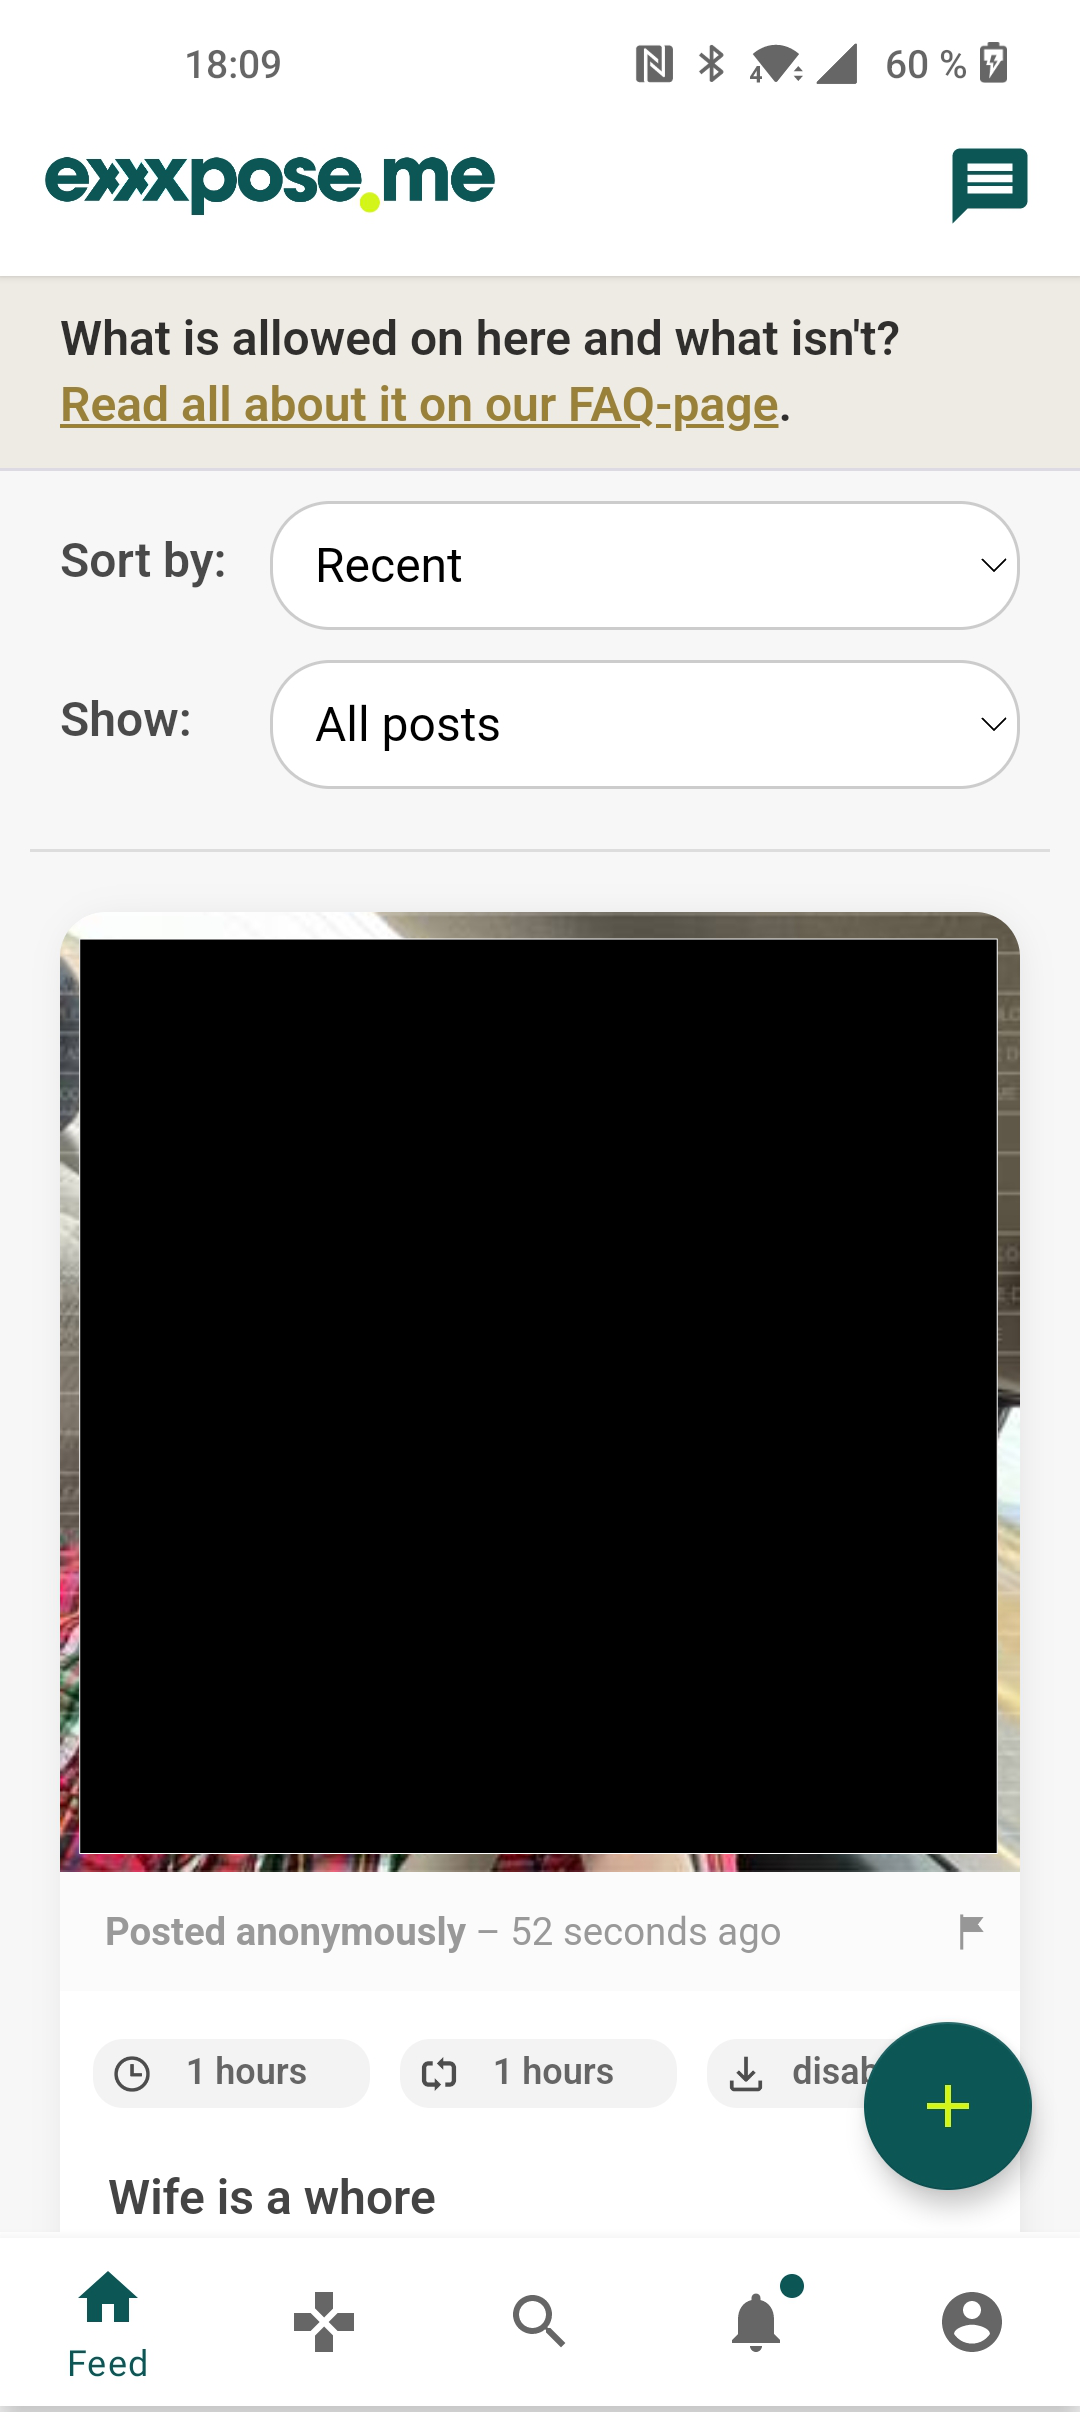 18:09
4
60 %
exxxpose.me
What is allowed on here and what isn't?
Read all about it on our FAQ-page.
Sort by:
Recent
Show:
All posts
Posted anonymously – 52 seconds ago
1 hours
1 hours
disab
Wife is a whore
Feed